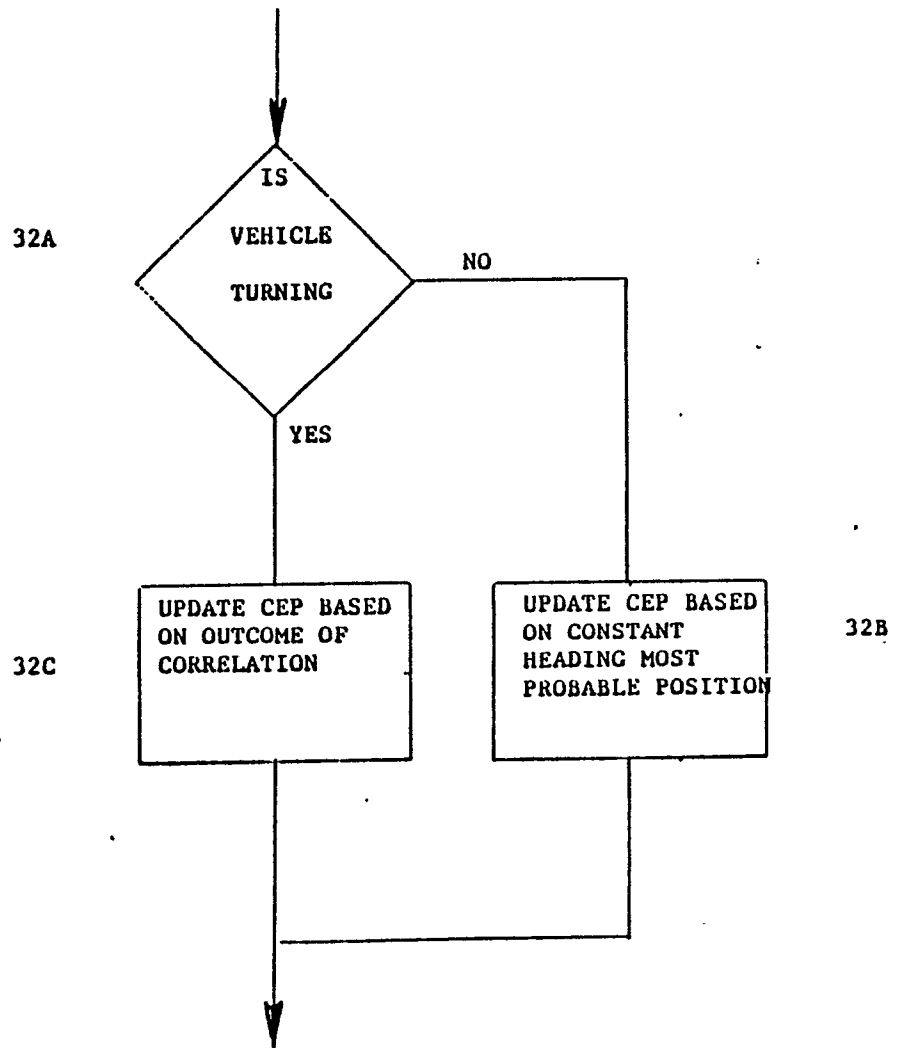 IS
VEHICLE
TURNING
32A
NO
YES
UPDATE CEP BASED
ON OUTCOME OF
CORRELATION
32C
UPDATE CEP BASED
ON CONSTANT
HEADING MOST
PROBABLE POSITION
32B